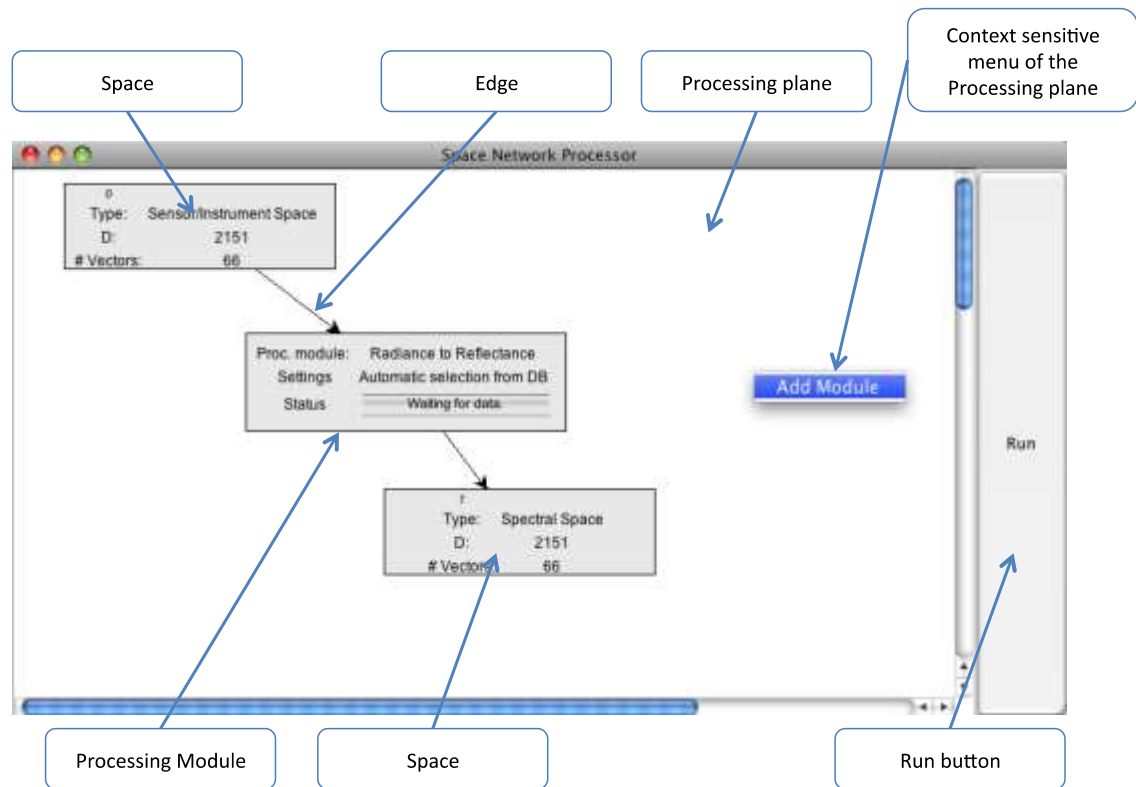 Context sensitive
menu of the
Processing plane
Space
Edge
Processing plane
Space Network Processor
0
Type: Sensor/Instrument Space
D: 2151
# Vectors: 66
Proc. module: Radiance to Reflectance
Settings Automatic selection from DB
Status Waiting for data.
Add Module
Run
1
Type: Spectral Space
D: 2151
# Vectors: 66
Processing Module
Space
Run button